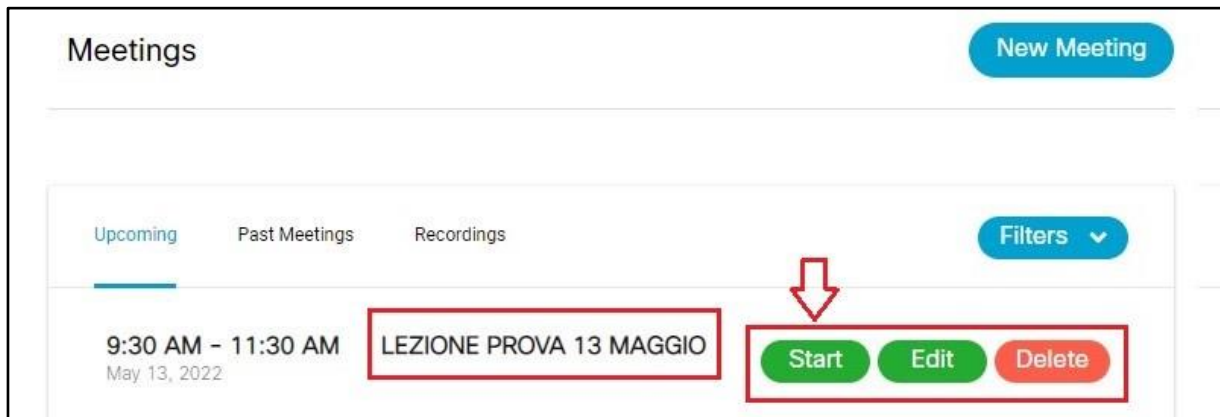 Meetings
New Meeting
Upcoming
Past Meetings
Recordings
Filters
9:30 AM - 11:30 AM
LEZIONE PROVA 13 MAGGIO
Start
Edit
Delete
May 13, 2022